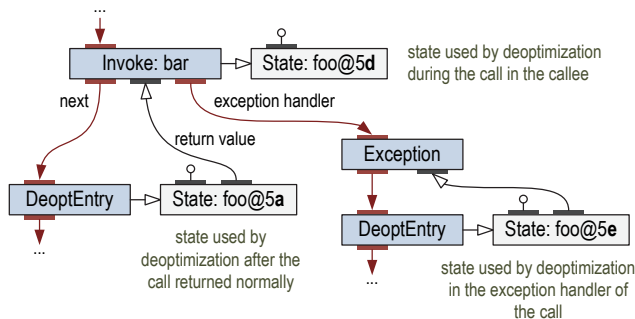 ...
Invoke: bar
State: foo@5d
state used by deoptimization
during the call in the callee
next
exception handler
return value
Exception
DeoptEntry
State: foo@5a
DeoptEntry
State: foo@5e
...
state used by
deoptimization after the
call returned normally
...
state used by deoptimization
in the exception handler of
the call